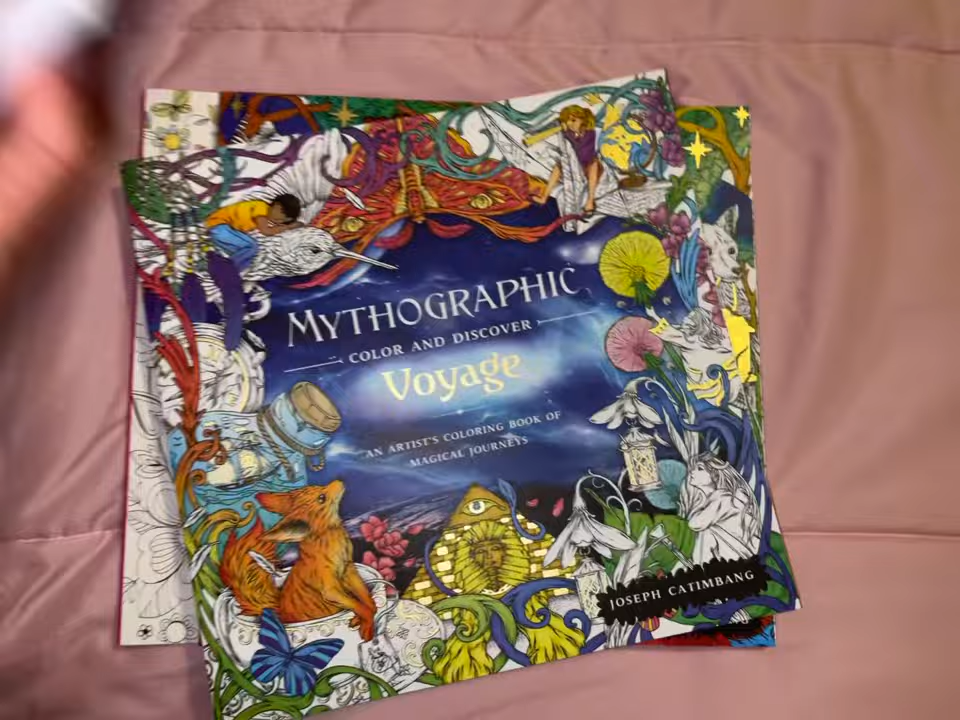 MYTHOGRAPHIC
COLOR AND DISCOVER
Voyage
AN ARTIST'S COLORING BOOK OF
MAGICAL JOURNEYS
JOSEPH CATIMBANG